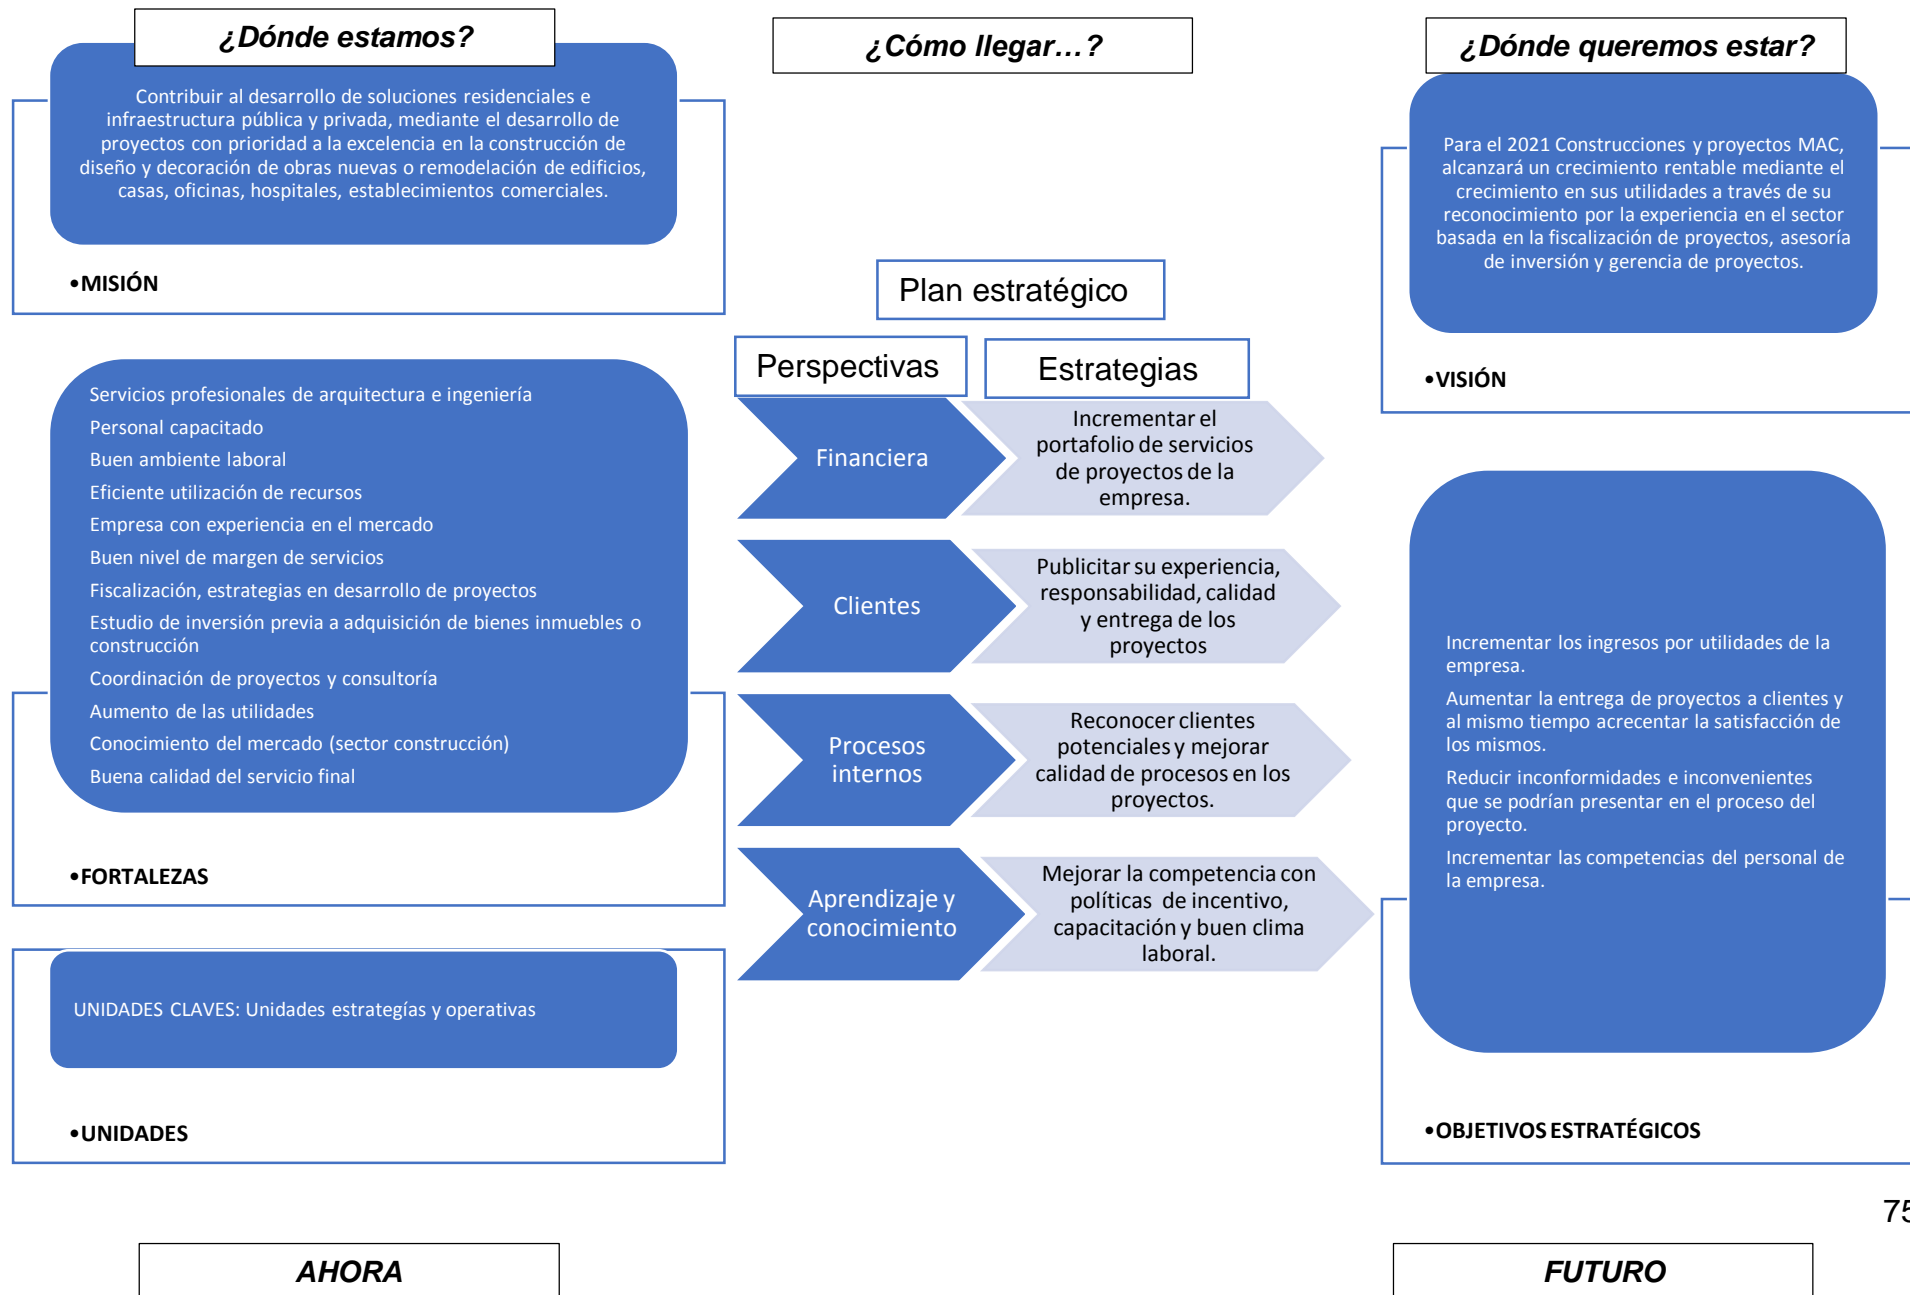 ¿Dónde estamos?
Contribuir al desarrollo de soluciones residenciales e
infraestructura pública y privada, mediante el desarrollo de
proyectos con prioridad a la excelencia en la construcción de
diseño y decoración de obras nuevas o remodelación de edificios,
casas, oficinas, hospitales, establecimientos comerciales.
•MISIÓN
Servicios profesionales de arquitectura e ingeniería
Personal capacitado
Buen ambiente laboral
Eficiente utilización de recursos
Empresa con experiencia en el mercado
Buen nivel de margen de servicios
Fiscalización, estrategias en desarrollo de proyectos
Estudio de inversión previa a adquisición de bienes inmuebles o
construcción
Coordinación de proyectos y consultoría
Aumento de las utilidades
Conocimiento del mercado (sector construcción)
Buena calidad del servicio final
•FORTALEZAS
UNIDADES CLAVES: Unidades estrategías y operativas
•UNIDADES
¿Cómo llegar...?
Plan estratégico
Perspectivas
Estrategias
Financiera
Incrementar el
portafolio de servicios
de proyectos de la
empresa.
Clientes
Publicitar su experiencia,
responsabilidad, calidad
y entrega de los
proyectos
Procesos
internos
Reconocer clientes
potenciales y mejorar
calidad de procesos en los
proyectos.
Aprendizaje y
conocimiento
Mejorar la competencia con
políticas de incentivo,
capacitación y buen clima
laboral.
¿Dónde queremos estar?
Para el 2021 Construcciones y proyectos MAC,
alcanzará un crecimiento rentable mediante el
crecimiento en sus utilidades a través de su
reconocimiento por la experiencia en el sector
basada en la fiscalización de proyectos, asesoría
de inversión y gerencia de proyectos.
•VISIÓN
Incrementar los ingresos por utilidades de la
empresa.
Aumentar la entrega de proyectos a clientes y
al mismo tiempo acrecentar la satisfacción de
los mismos.
Reducir inconformidades e inconvenientes
que se podrían presentar en el proceso del
proyecto.
Incrementar las competencias del personal de
la empresa.
•OBJETIVOS ESTRATÉGICOS
75
AHORA
FUTURO